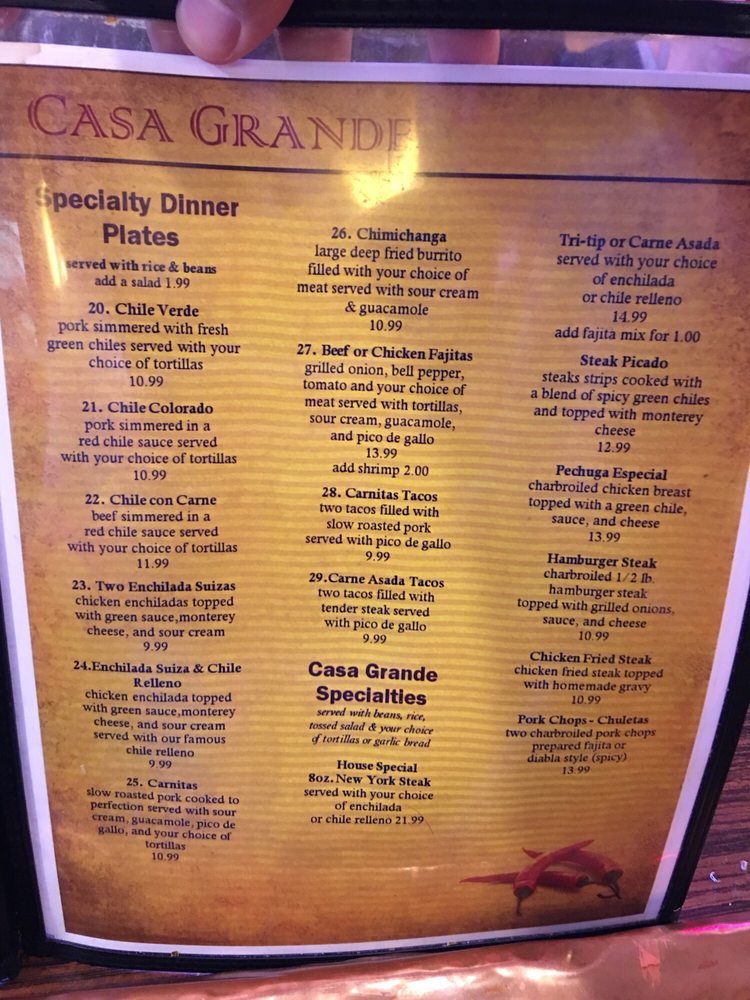 CASA GRANDE
Specialty Dinner
Plates
served with rice & beans
add a salad 1.99
20. Chile Verde
pork simmered with fresh
green chiles served with your
choice of tortillas
10.99
21. Chile Colorado
pork simmered in a
red chile sauce served
with your choice of tortillas
10.99
22. Chile con Carne
beef simmered in a
red chile sauce served
with your choice of tortillas
11.99
23. Two Enchilada Suizas
chicken enchiladas topped
with green sauce,monterey
cheese, and sour cream
9.99
24.Enchilada Suiza & Chile
Relleno
chicken enchilada topped
with green sauce,monterey
cheese, and sour cream
served with our famous
chile relleno
9.99
25. Carnitas
slow roasted pork cooked to
perfection served with sour
cream, guacamole, pico de
gallo, and your choice of
tortillas
10.99
26. Chimichanga
large deep fried burrito
filled with your choice of
meat served with sour cream
& guacamole
10.99
27. Beef or Chicken Fajitas
grilled onion, bell pepper,
tomato and your choice of
meat served with tortillas,
sour cream, guacamole,
and pico de gallo
13.99
add shrimp 2.00
28. Carnitas Tacos
two tacos filled with
slow roasted pork
served with pico de gallo
9.99
29.Carne Asada Tacos
two tacos filled with
tender steak served
with pico de gallo
9.99
Casa Grande
Specialties
served with beans, rice,
tossed salad & your choice
of tortillas or garlic bread
House Special
8oz. New York Steak
served with your choice
of enchilada
or chile relleno 21.99
Tri-tip or Carne Asada
served with your choice
of enchilada
or chile relleno
14.99
add fajita mix for 1.00
Steak Picado
steaks strips cooked with
a blend of spicy green chiles
and topped with monterey
cheese
12.99
Pechuga Especial
charbroiled chicken breast
topped with a green chile,
sauce, and cheese
13.99
Hamburger Steak
charbroiled 1/2 lb.
hamburger steak
topped with grilled onions,
sauce, and cheese
10.99
Chicken Fried Steak
chicken fried steak topped
with homemade gravy
10.99
Pork Chops - Chuletas
two charbroiled pork chops
prepared fajita or
diabla style (spicy)
13.99